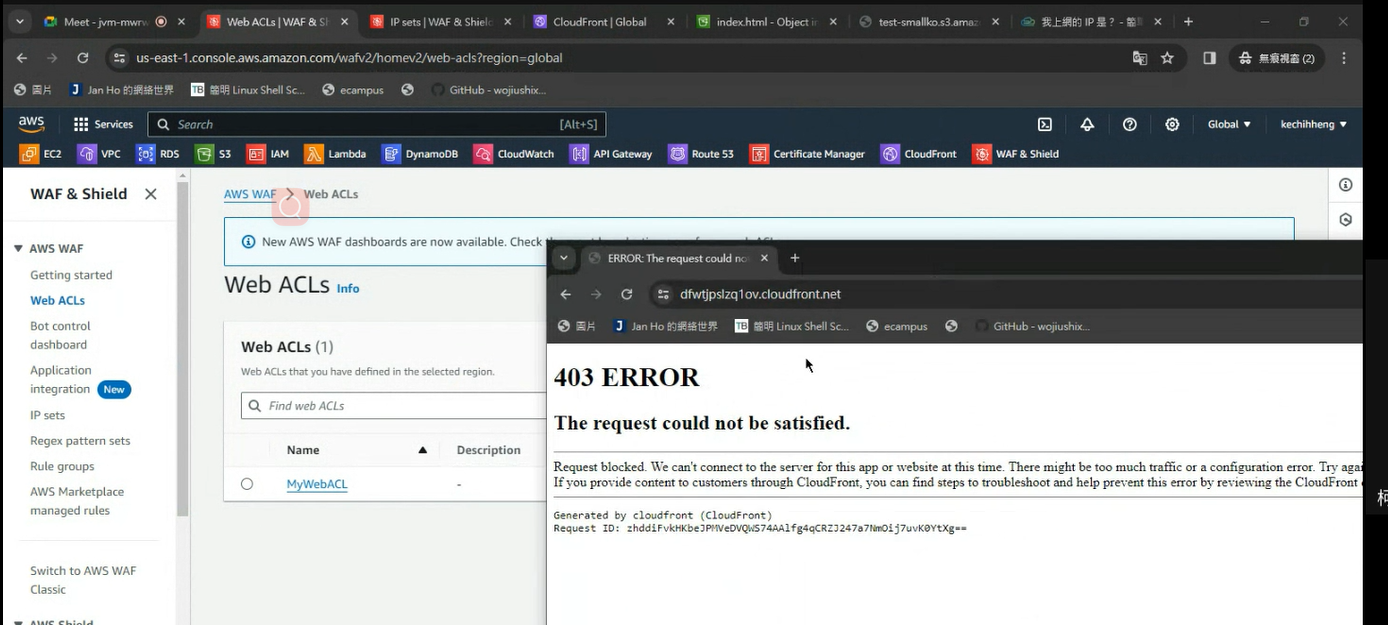 Meet - jvm-mwrw
Web ACLs | WAF & Sh
IP sets | WAF & Shield
CloudFront | Global
index.html - Object in
test-smallko.s3.amaz
我上網的 IP 是？ - 簡
us-east-1.console.aws.amazon.com/wafv2/homev2/web-acls?region=global
無痕視窗 (2)
圖片
Jan Ho 的網絡世界
TB 簡明 Linux Shell Sc...
ecampus
GitHub - wojiushix...
aws
Services
Search
[Alt+S]
Global
kechihheng
EC2
VPC
RDS
S3
IAM
Lambda
DynamoDB
CloudWatch
API Gateway
Route 53
Certificate Manager
CloudFront
WAF & Shield
WAF & Shield
AWS WAF
Getting started
Web ACLs
Bot control
dashboard
Application
integration New
IP sets
Regex pattern sets
Rule groups
AWS Marketplace
managed rules
Switch to AWS WAF
Classic
AWS Shield
AWS WAF > Web ACLs
New AWS WAF dashboards are now available. Check
Web ACLs Info
Web ACLs (1)
Web ACLs that you have defined in the selected region.
Find web ACLs
Name
Description
MyWebACL
-
ERROR: The request could no
dfwtjpslzq1ov.cloudfront.net
圖片
Jan Ho 的網絡世界
TB 簡明 Linux Shell Sc...
ecampus
GitHub - wojiushix...
403 ERROR
The request could not be satisfied.
Request blocked. We can't connect to the server for this app or website at this time. There might be too much traffic or a configuration error. Try agai
If you provide content to customers through CloudFront, you can find steps to troubleshoot and help prevent this error by reviewing the CloudFront
Generated by cloudfront (CloudFront)
Request ID: zhddiFvkHKbeJPMVeDVQWS74AAlfg4qCRZJ247a7NmOij7uvK0YtXg==
柯